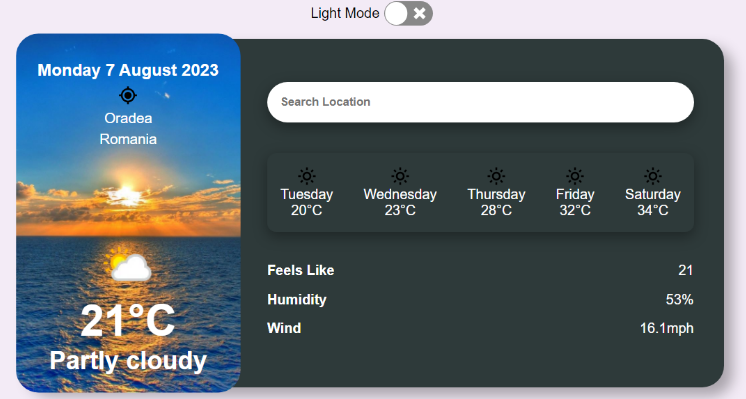 Light Mode
Monday 7 August 2023
Oradea
Romania
21°C
Partly cloudy
Search Location
Tuesday Wednesday Thursday Friday Saturday
20°C 23°C 28°C 32°C 34°C
Feels Like 21
Humidity 53%
Wind 16.1mph